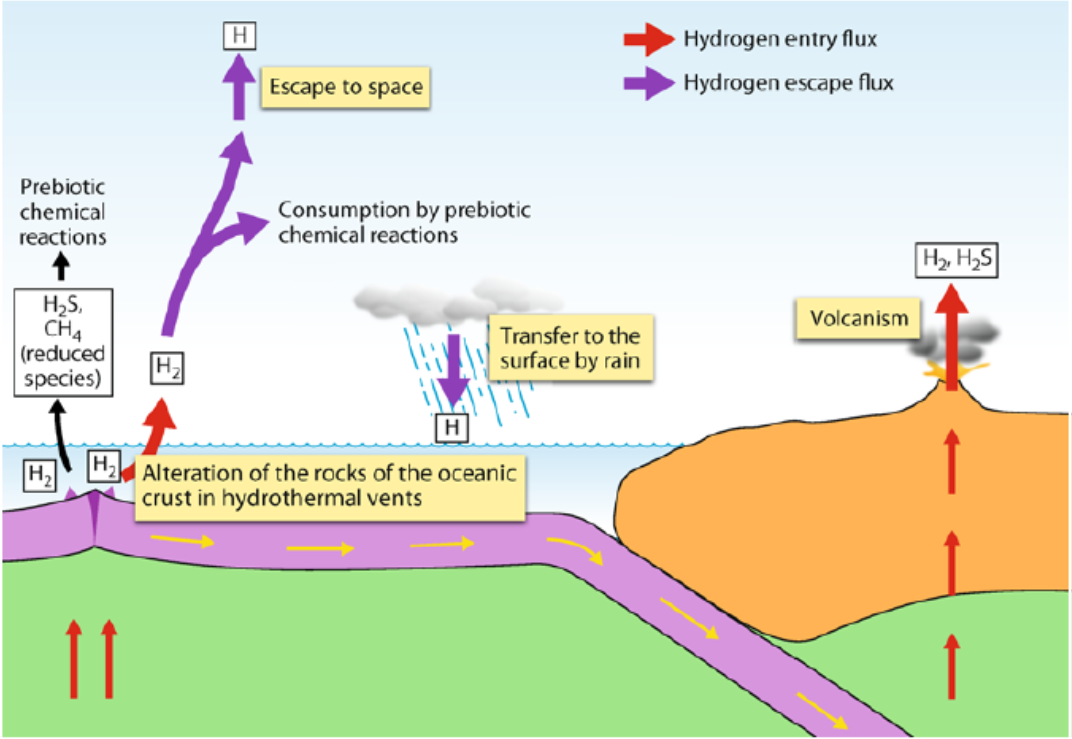 H
Escape to space
Hydrogen entry flux
Hydrogen escape flux
Prebiotic
chemical
reactions
Consumption by prebiotic
chemical reactions
H₂S,
CH₄
(reduced
species)
H₂
Transfer to the
surface by rain
H
H₂, H₂S
Volcanism
H₂
H₂
Alteration of the rocks of the oceanic
crust in hydrothermal vents